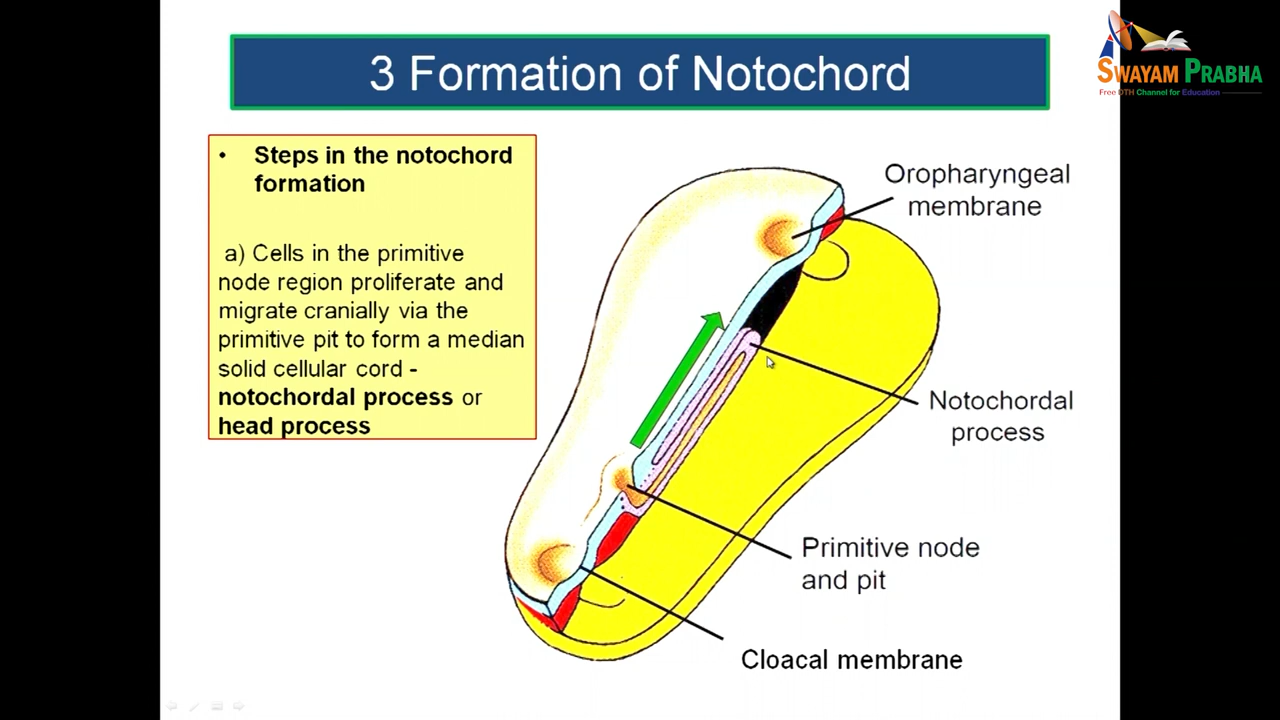 3 Formation of Notochord
SWAYAM PRABHA
Free DTH Channel for Education
• Steps in the notochord
formation
a) Cells in the primitive
node region proliferate and
migrate cranially via the
primitive pit to form a median
solid cellular cord -
notochordal process or
head process
Oropharyngeal
membrane
Notochordal
process
Primitive node
and pit
Cloacal membrane